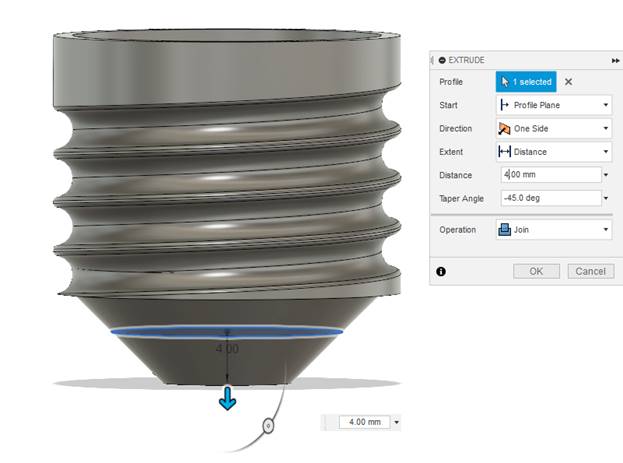 EXTRUDE
Profile 1 selected
Start Profile Plane
Direction One Side
Extent Distance
Distance 4.00 mm
Taper Angle -45.0 deg
Operation Join
OK Cancel
4.00
4.00 mm